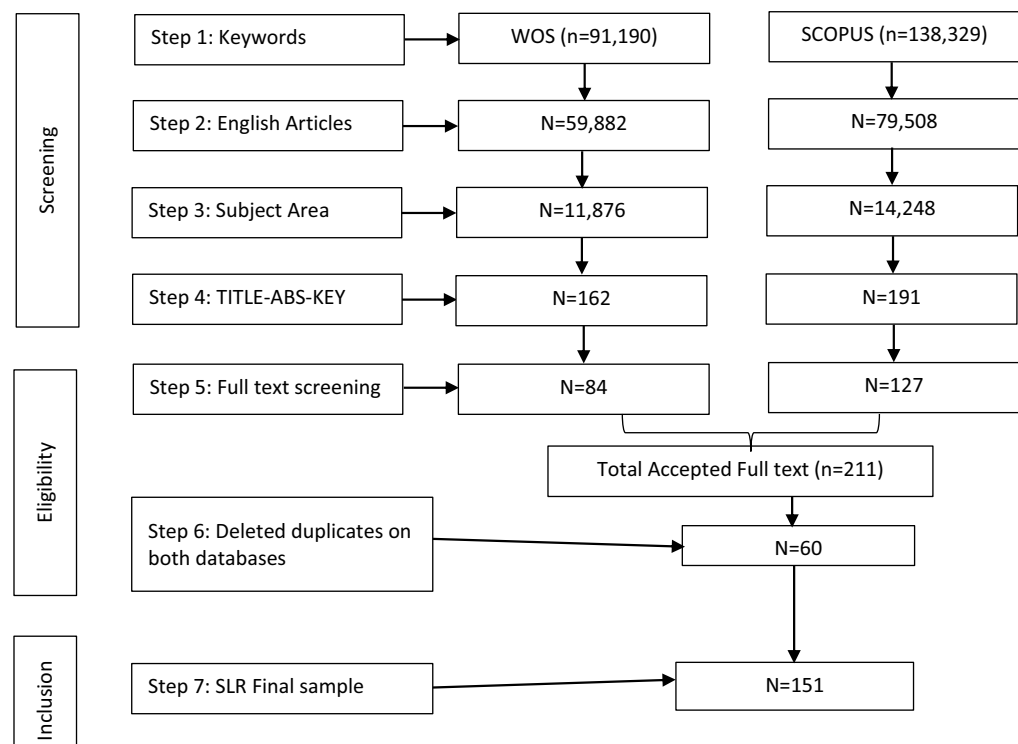 Screening
Step 1: Keywords
WOS (n=91,190)
SCOPUS (n=138,329)
Step 2: English Articles
N=59,882
N=79,508
Step 3: Subject Area
N=11,876
N=14,248
Step 4: TITLE-ABS-KEY
N=162
N=191
Eligibility
Step 5: Full text screening
N=84
N=127
Total Accepted Full text (n=211)
Step 6: Deleted duplicates on
both databases
N=60
Inclusion
Step 7: SLR Final sample
N=151